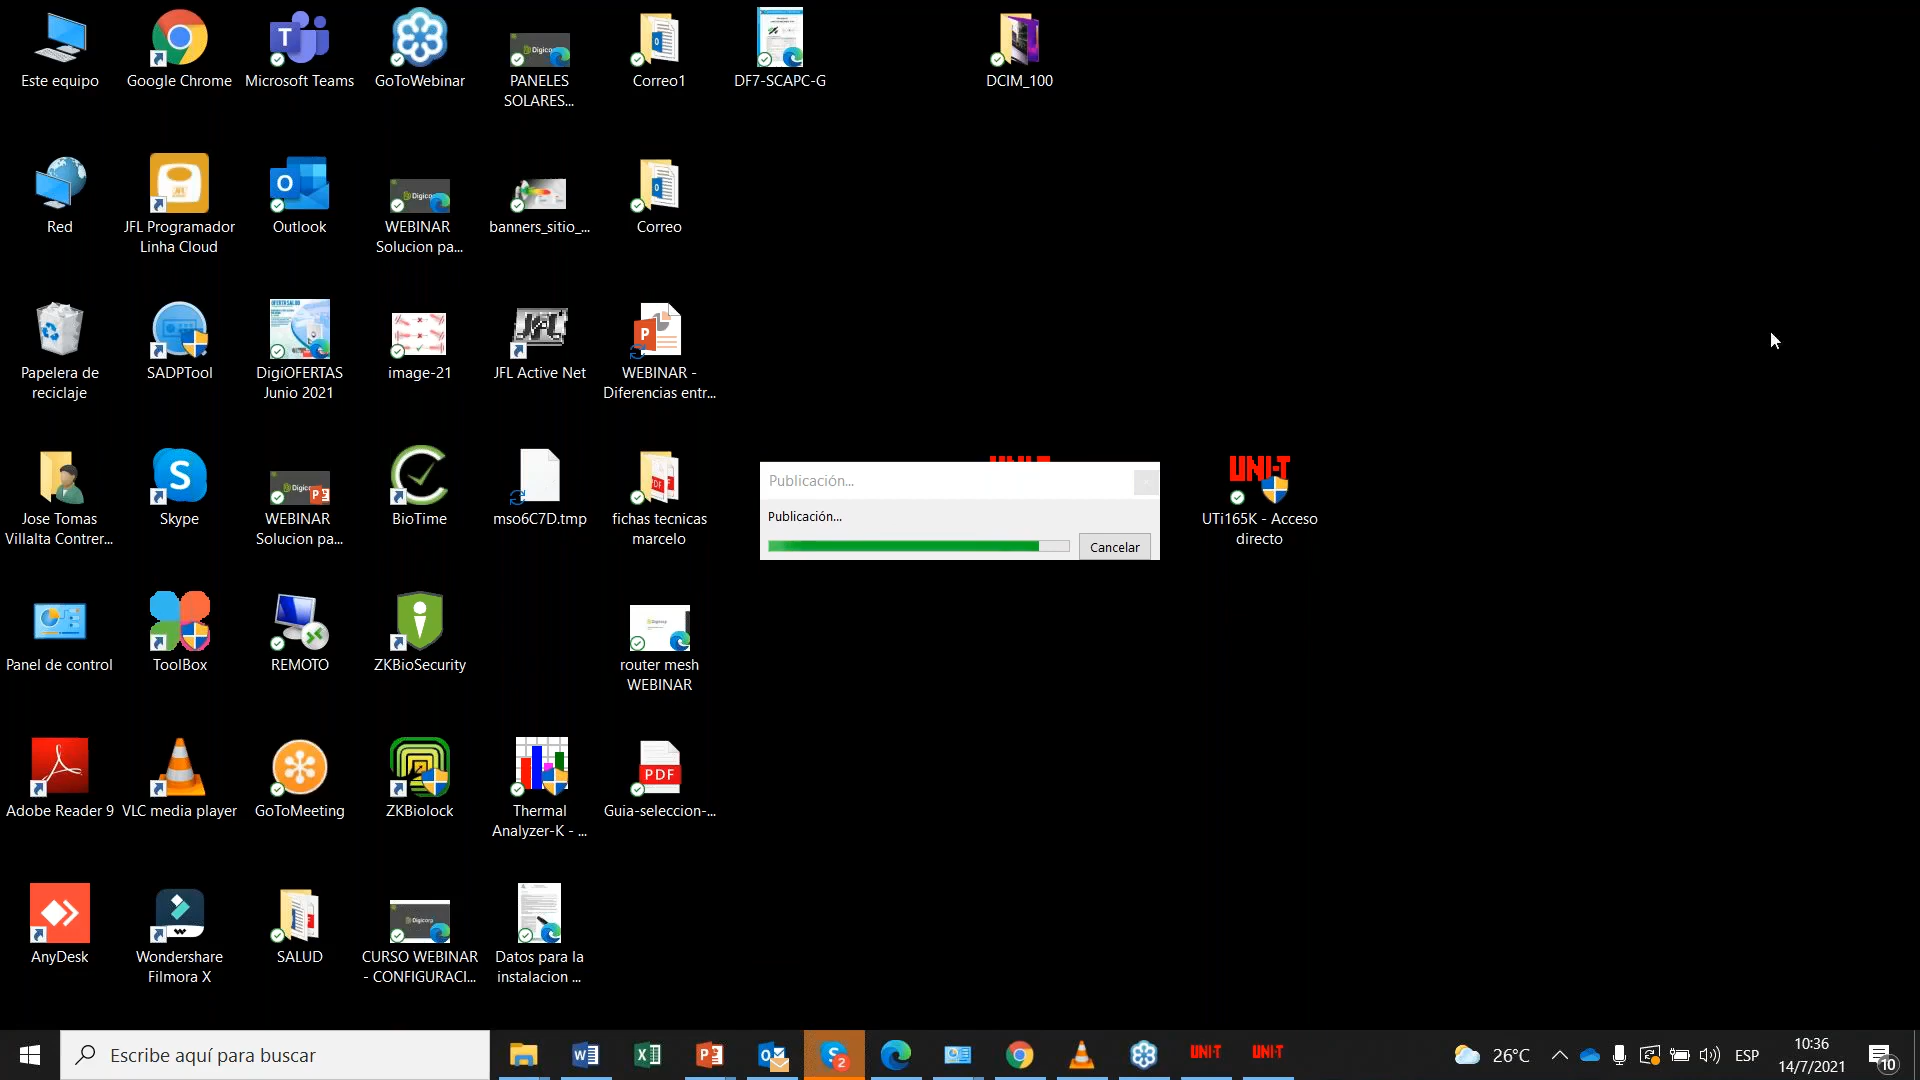 Este equipo
Google Chrome
Microsoft Teams
GoToWebinar
PANELES
SOLARES...
Correo1
DF7-SCAPC-G
DCIM_100
Red
JFL Programador
Linha Cloud
Outlook
WEBINAR
Solucion pa...
banners_sitio_...
Correo
Papelera de
reciclaje
SADPTool
DigiOFERTAS
Junio 2021
image-21
JFL Active Net
WEBINAR -
Diferencias entr...
Jose Tomas
Villalta Contrer...
Skype
WEBINAR
Solucion pa...
BioTime
mso6C7D.tmp
fichas tecnicas
marcelo
Publicación...
Publicación...
Cancelar
UNI-T
UTi165K - Acceso
directo
Panel de control
ToolBox
REMOTO
ZKBioSecurity
router mesh
WEBINAR
Adobe Reader 9
VLC media player
GoToMeeting
ZKBiolock
Thermal
Analyzer-K - ...
PDF
Guia-seleccion-...
AnyDesk
Wondershare
Filmora X
SALUD
CURSO WEBINAR
- CONFIGURACI...
Datos para la
instalacion ...
Escribe aquí para buscar
2
UNI-T
UNI-T
26°C
ESP
10:36
14/7/2021
10